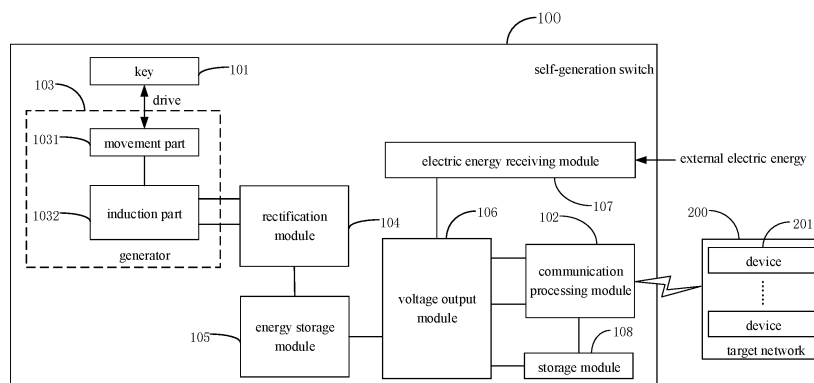 100
self-generation switch
key
101
103
drive
1031
movement part
electric energy receiving module
external electric energy
107
1032
induction part
rectification
module
104
106
102
200
201
generator
voltage output
module
communication
processing module
device
device
target network
105
energy storage
module
108
storage module